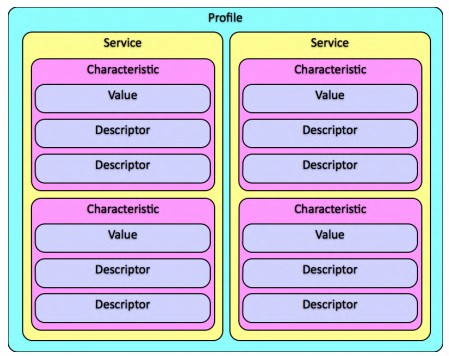 Profile
Service
Characteristic
Value
Descriptor
Descriptor
Characteristic
Value
Descriptor
Descriptor
Service
Characteristic
Value
Descriptor
Descriptor
Characteristic
Value
Descriptor
Descriptor